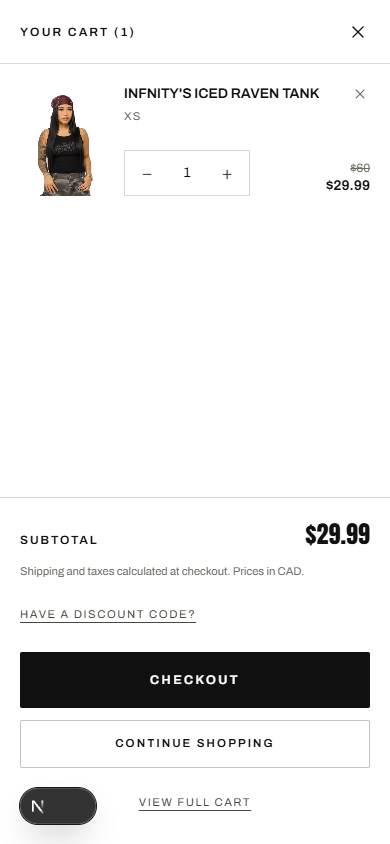 YOUR CART (1)
INFNITY'S ICED RAVEN TANK
XS
1
$60
$29.99
SUBTOTAL
$29.99
Shipping and taxes calculated at checkout. Prices in CAD.
HAVE A DISCOUNT CODE?
CHECKOUT
CONTINUE SHOPPING
N
VIEW FULL CART